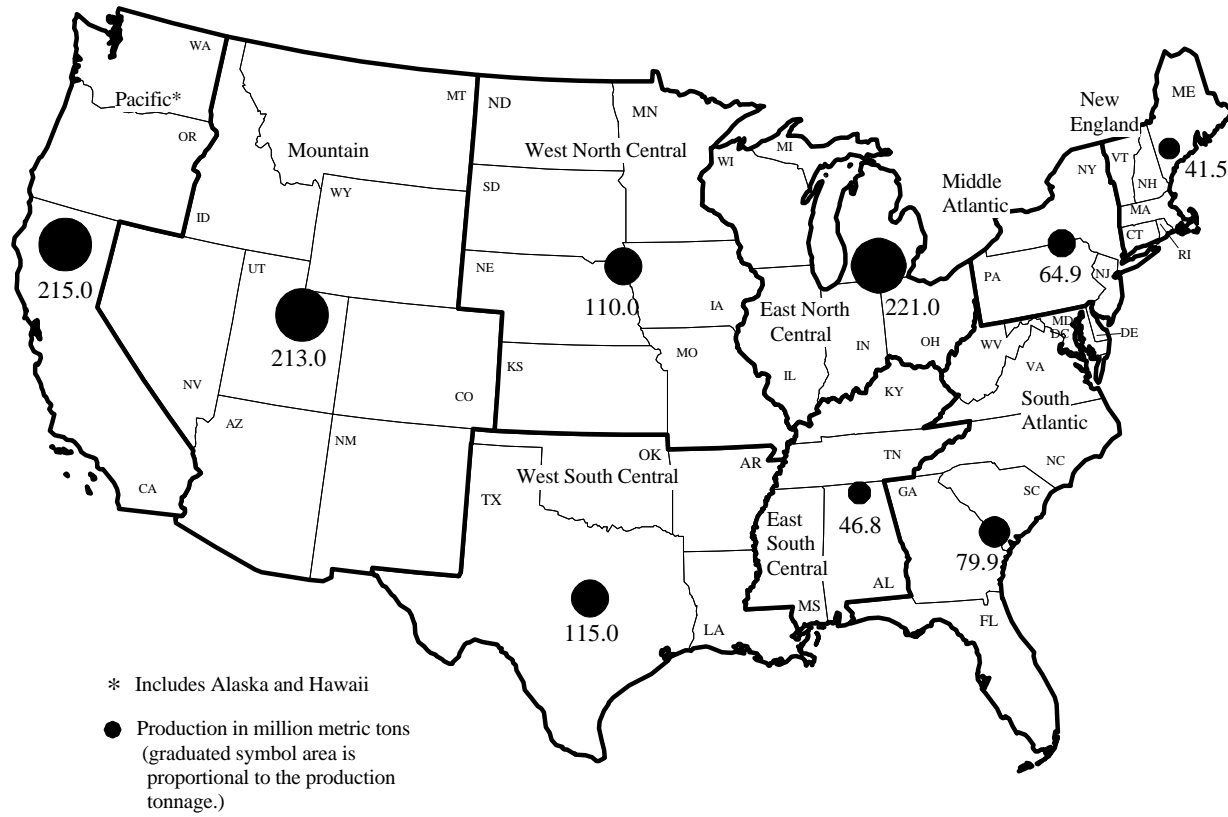 WA
Pacific*
OR
MT
Mountain
ID
WY
ND
MN
West North Central
SD
WI
MI
New
England
ME
VT
NY
41.5
NH
Middle
Atlantic
MA
CT
RI
215.0
UT
NE
110.0
IA
221.0
PA
64.9
NJ
213.0
East North
Central
MD
DC
DE
IN
OH
WV
NV
CO
KS
MO
IL
VA
KY
South
Atlantic
AZ
NM
OK
AR
TN
NC
West South Central
CA
TX
GA
SC
East
South
Central
46.8
79.9
AL
MS
FL
115.0
LA
* Includes Alaska and Hawaii
Production in million metric tons
(graduated symbol area is
proportional to the production
tonnage.)